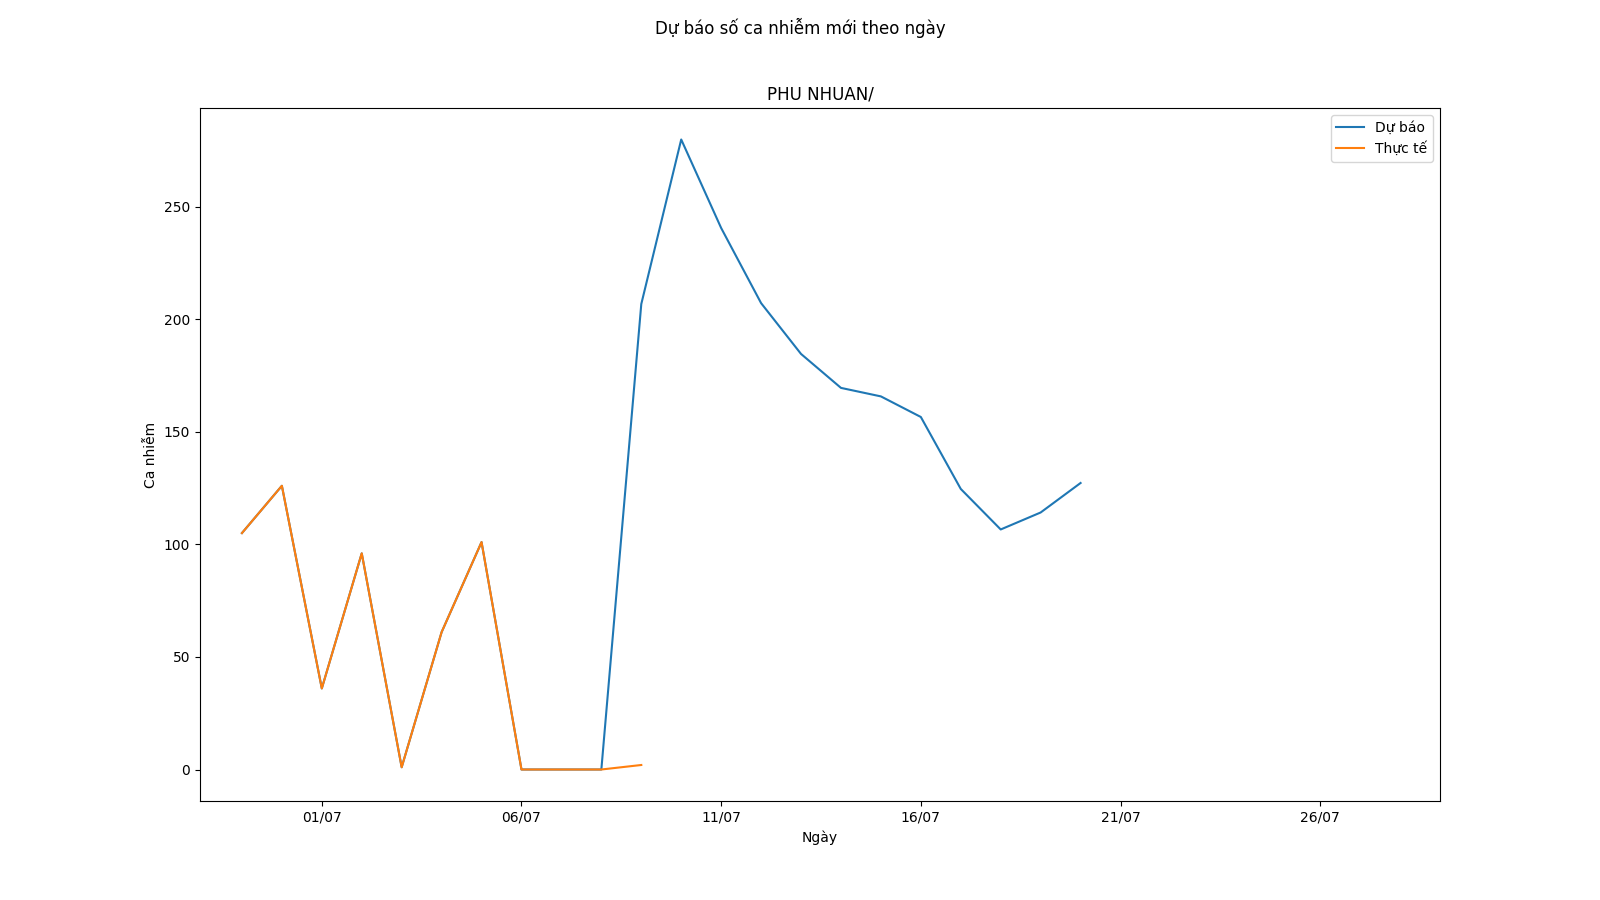 Dự báo số ca nhiễm mới theo ngày
PHU NHUAN/
Dự báo
Thực tế
250
200
150
100
50
0
Ca nhiễm
01/07
06/07
11/07
16/07
21/07
26/07
Ngày